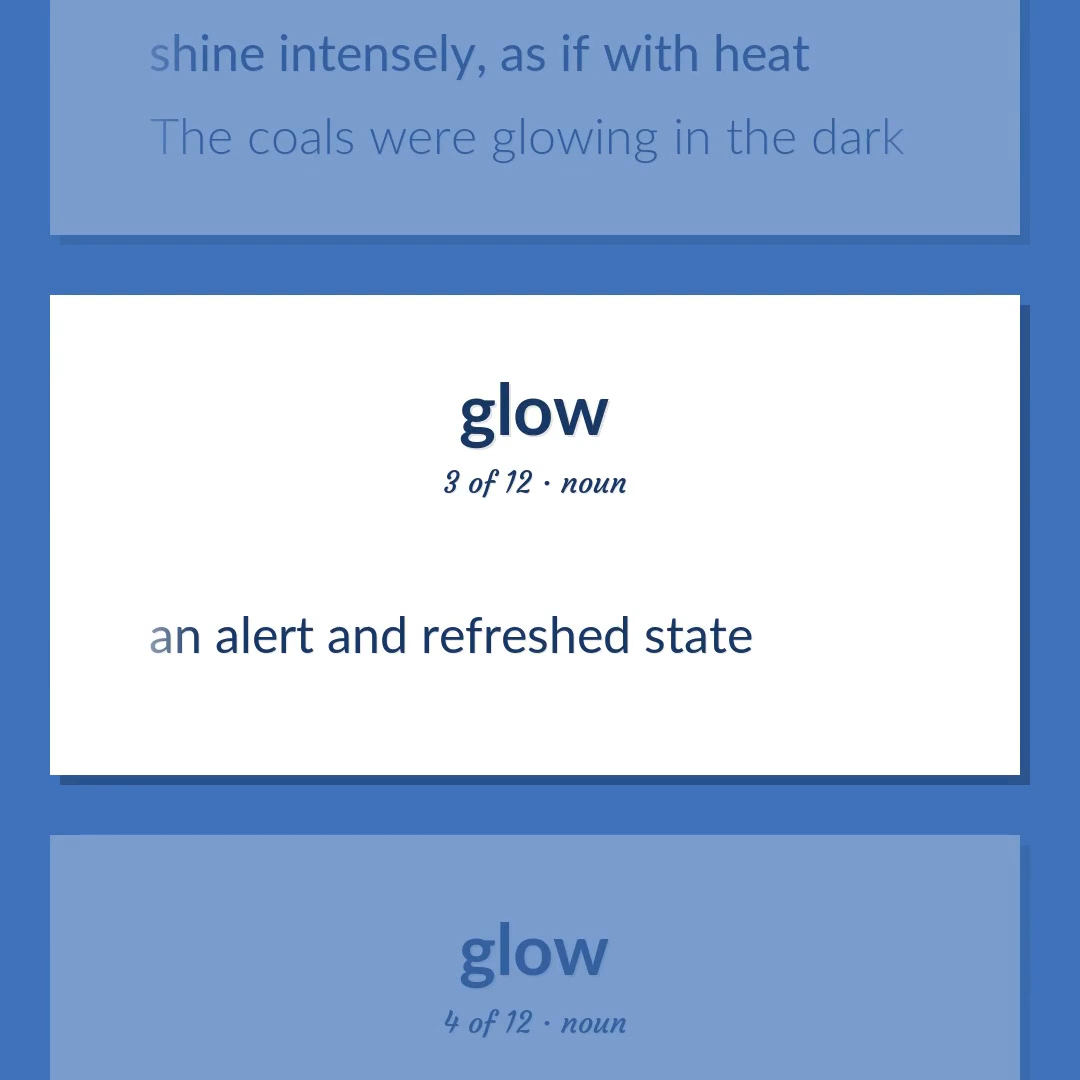 shine intensely, as if with heat
The coals were glowing in the dark
glow
3 of 12 · noun
an alert and refreshed state
glow
4 of 12 · noun